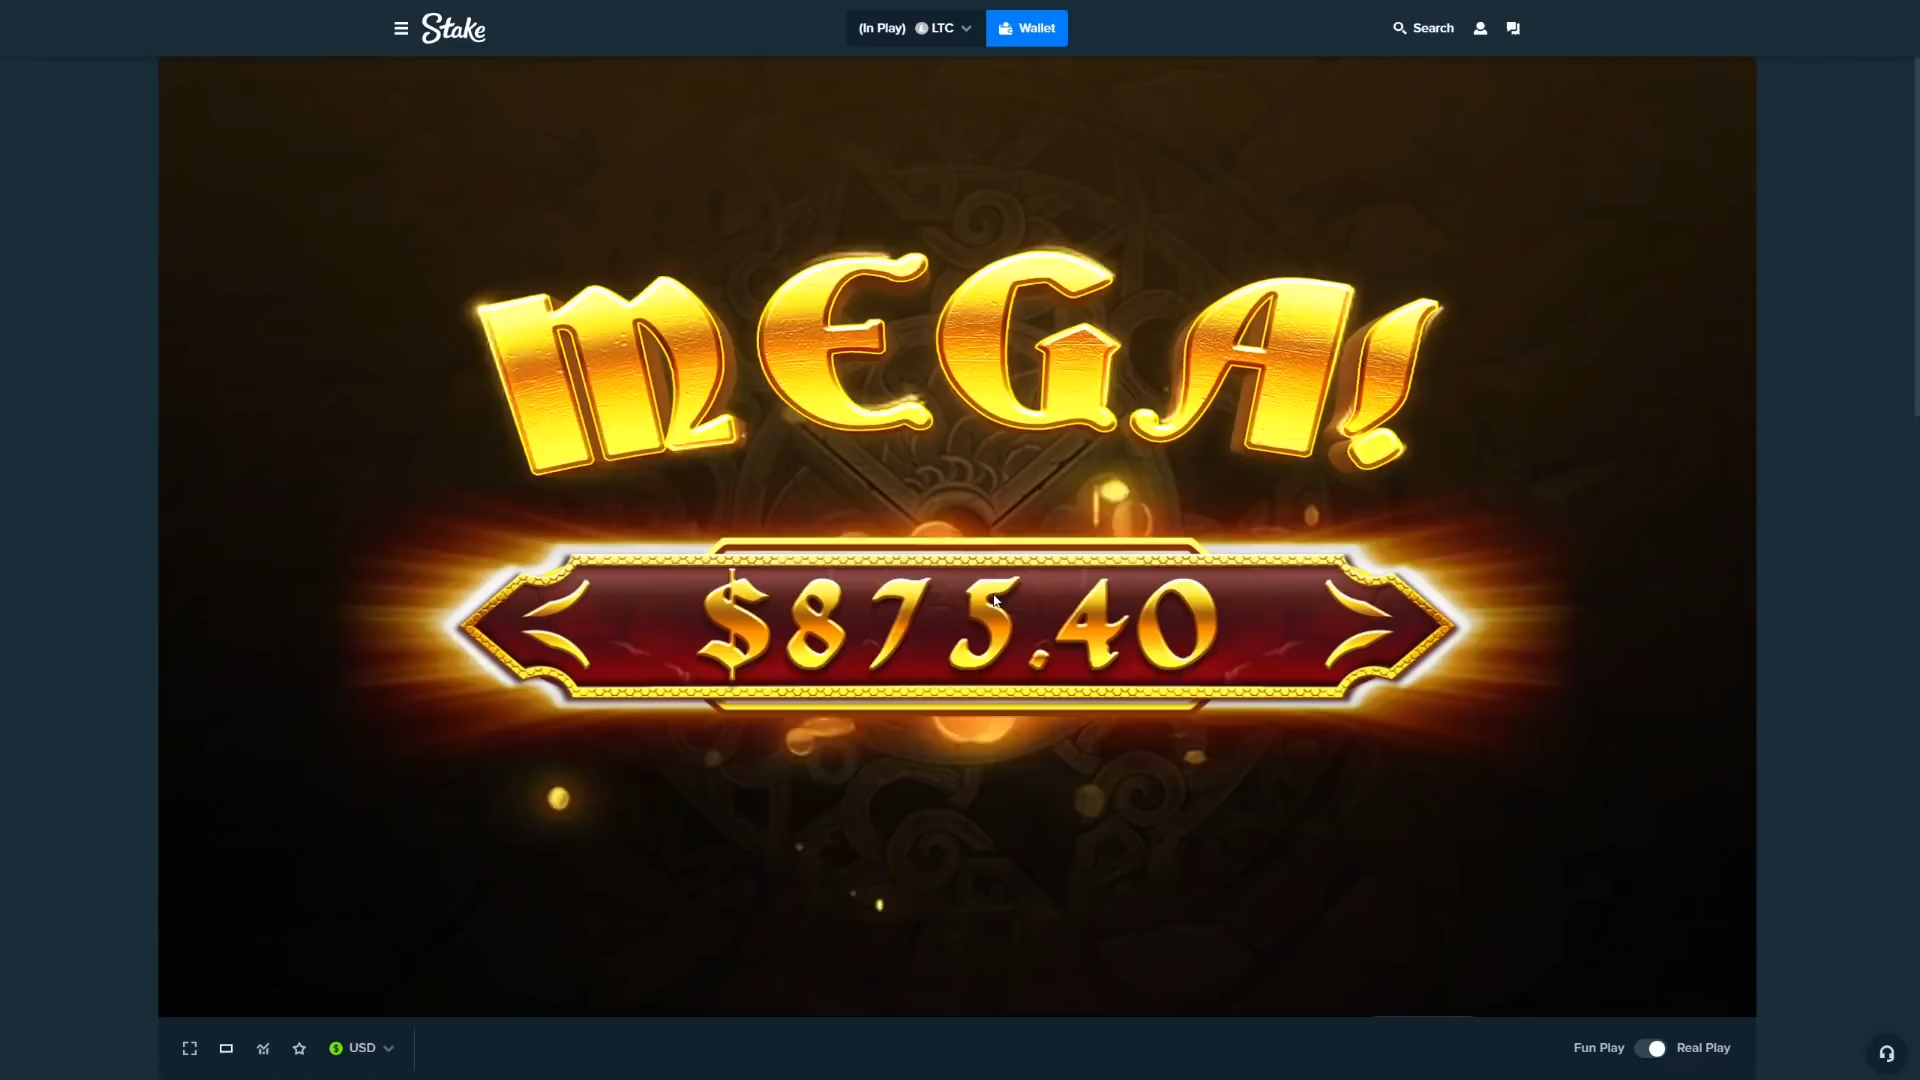 Stake
(In Play) LTC
Wallet
Search
MEGA!
$875.40
USD
Fun Play
Real Play